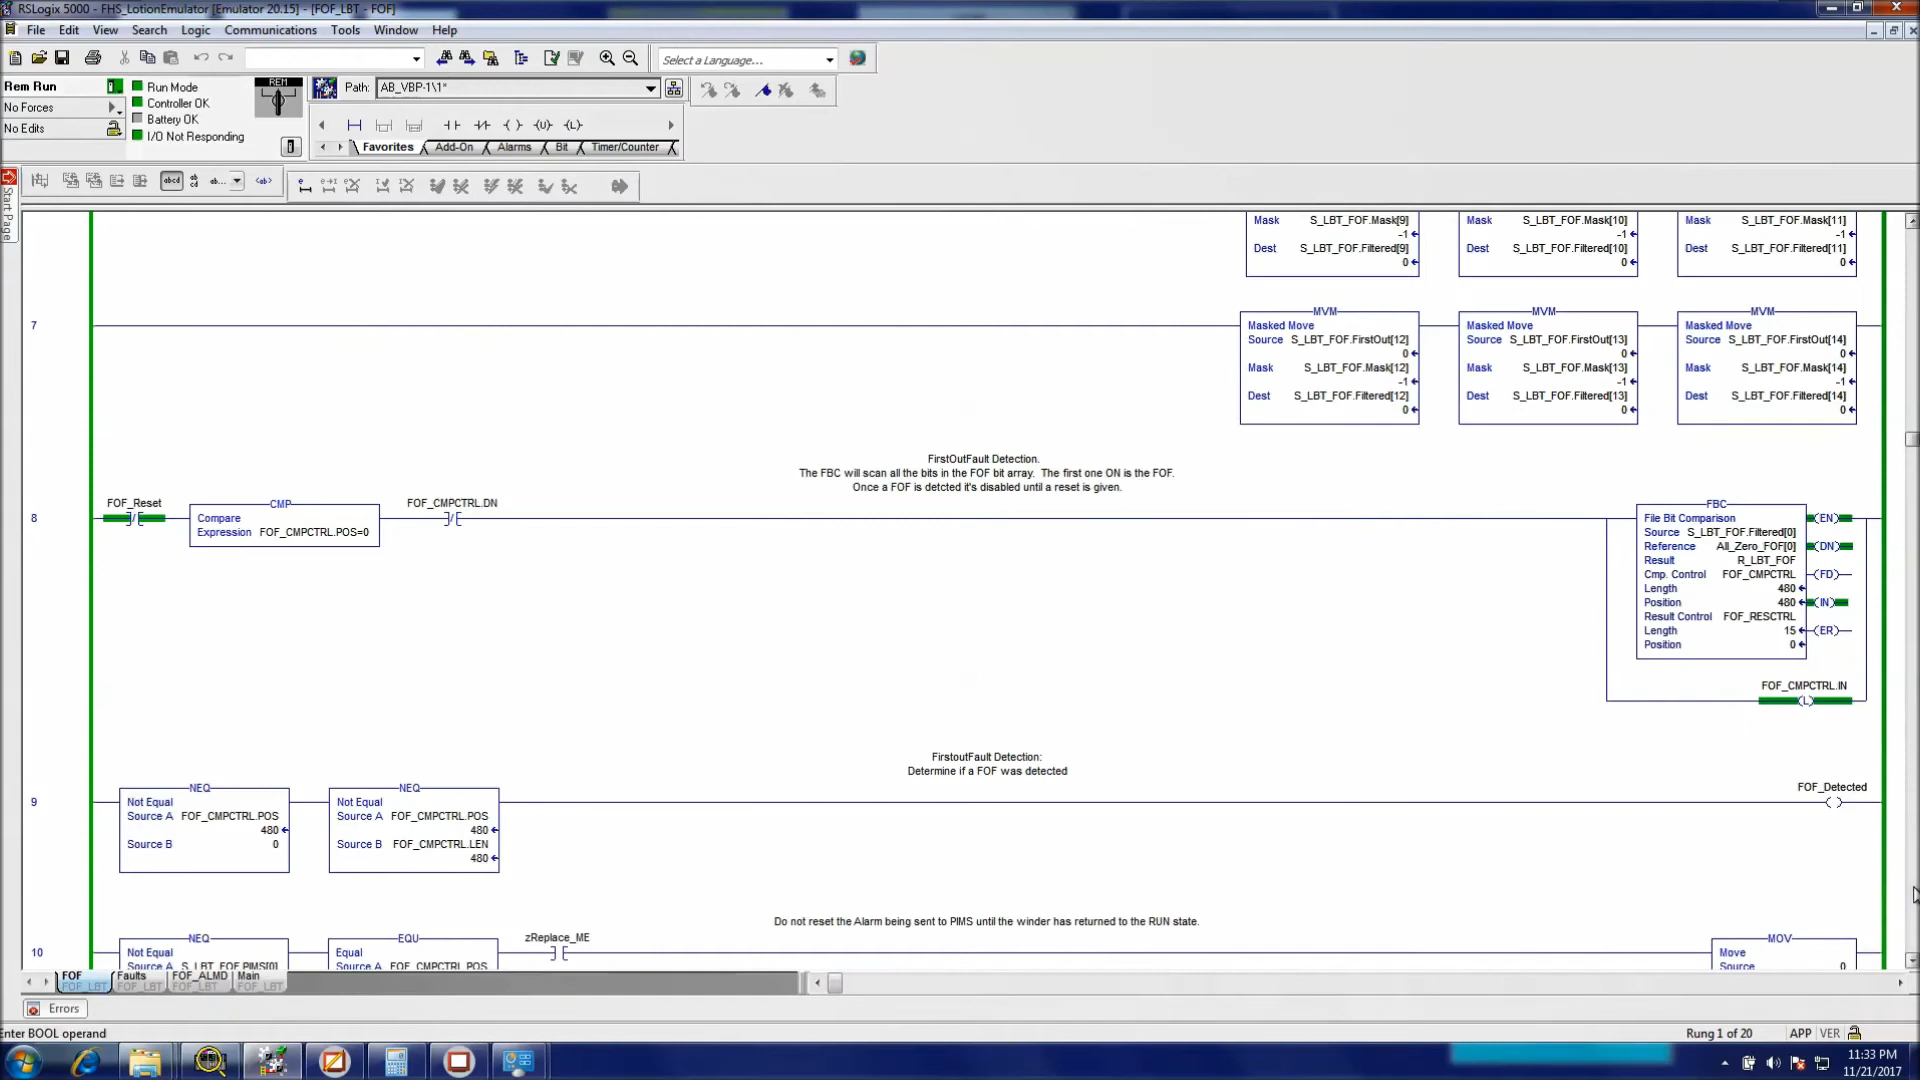 RSLogix 5000 - FHS_LotionEmulator [Emulator 20.15] - [FOF_LBT - FOF]
File Edit View Search Logic Communications Tools Window Help
Select a Language...
Rem Run
No Forces
No Edits
Run Mode
Controller OK
Battery OK
I/O Not Responding
REM
Path: AB_VBP-1\1*
Favorites Add-On Alarms Bit Timer/Counter
Start Page
Mask S_LBT_FOF.Mask[9]
-1
Dest S_LBT_FOF.Filtered[9]
0
Mask S_LBT_FOF.Mask[10]
-1
Dest S_LBT_FOF.Filtered[10]
0
Mask S_LBT_FOF.Mask[11]
-1
Dest S_LBT_FOF.Filtered[11]
0
7
MVM
Masked Move
Source S_LBT_FOF.FirstOut[12]
0
Mask S_LBT_FOF.Mask[12]
-1
Dest S_LBT_FOF.Filtered[12]
0
MVM
Masked Move
Source S_LBT_FOF.FirstOut[13]
0
Mask S_LBT_FOF.Mask[13]
-1
Dest S_LBT_FOF.Filtered[13]
0
MVM
Masked Move
Source S_LBT_FOF.FirstOut[14]
0
Mask S_LBT_FOF.Mask[14]
-1
Dest S_LBT_FOF.Filtered[14]
0
FirstOutFault Detection.
The FBC will scan all the bits in the FOF bit array. The first one ON is the FOF.
Once a FOF is detcted it's disabled until a reset is given.
8
FOF_Reset
CMP
Compare
Expression FOF_CMPCTRL.POS=0
FOF_CMPCTRL.DN
FBC
File Bit Comparison
Source S_LBT_FOF.Filtered[0]
Reference All_Zero_FOF[0]
Result R_LBT_FOF
Cmp. Control FOF_CMPCTRL
Length 480
Position 480
Result Control FOF_RESCTRL
Length 15
Position 0
EN
DN
FD
IN
ER
FOF_CMPCTRL.IN
L
FirstoutFault Detection:
Determine if a FOF was detected
9
NEQ
Not Equal
Source A FOF_CMPCTRL.POS
480
Source B 0
NEQ
Not Equal
Source A FOF_CMPCTRL.POS
480
Source B FOF_CMPCTRL.LEN
480
FOF_Detected
Do not reset the Alarm being sent to PIMS until the winder has returned to the RUN state.
10
NEQ
Not Equal
Source A S_LBT_FOF.PIMS[0]
EQU
Equal
Source A FOF_CMPCTRL.POS
zReplace_ME
MOV
Move
Source 0
FOF Faults FOF_ALMD Main
FOF_LBT FOF_LBT FOF_LBT FOF_LBT
Errors
Enter BOOL operand
Rung 1 of 20 APP VER
11:33 PM
11/21/2017